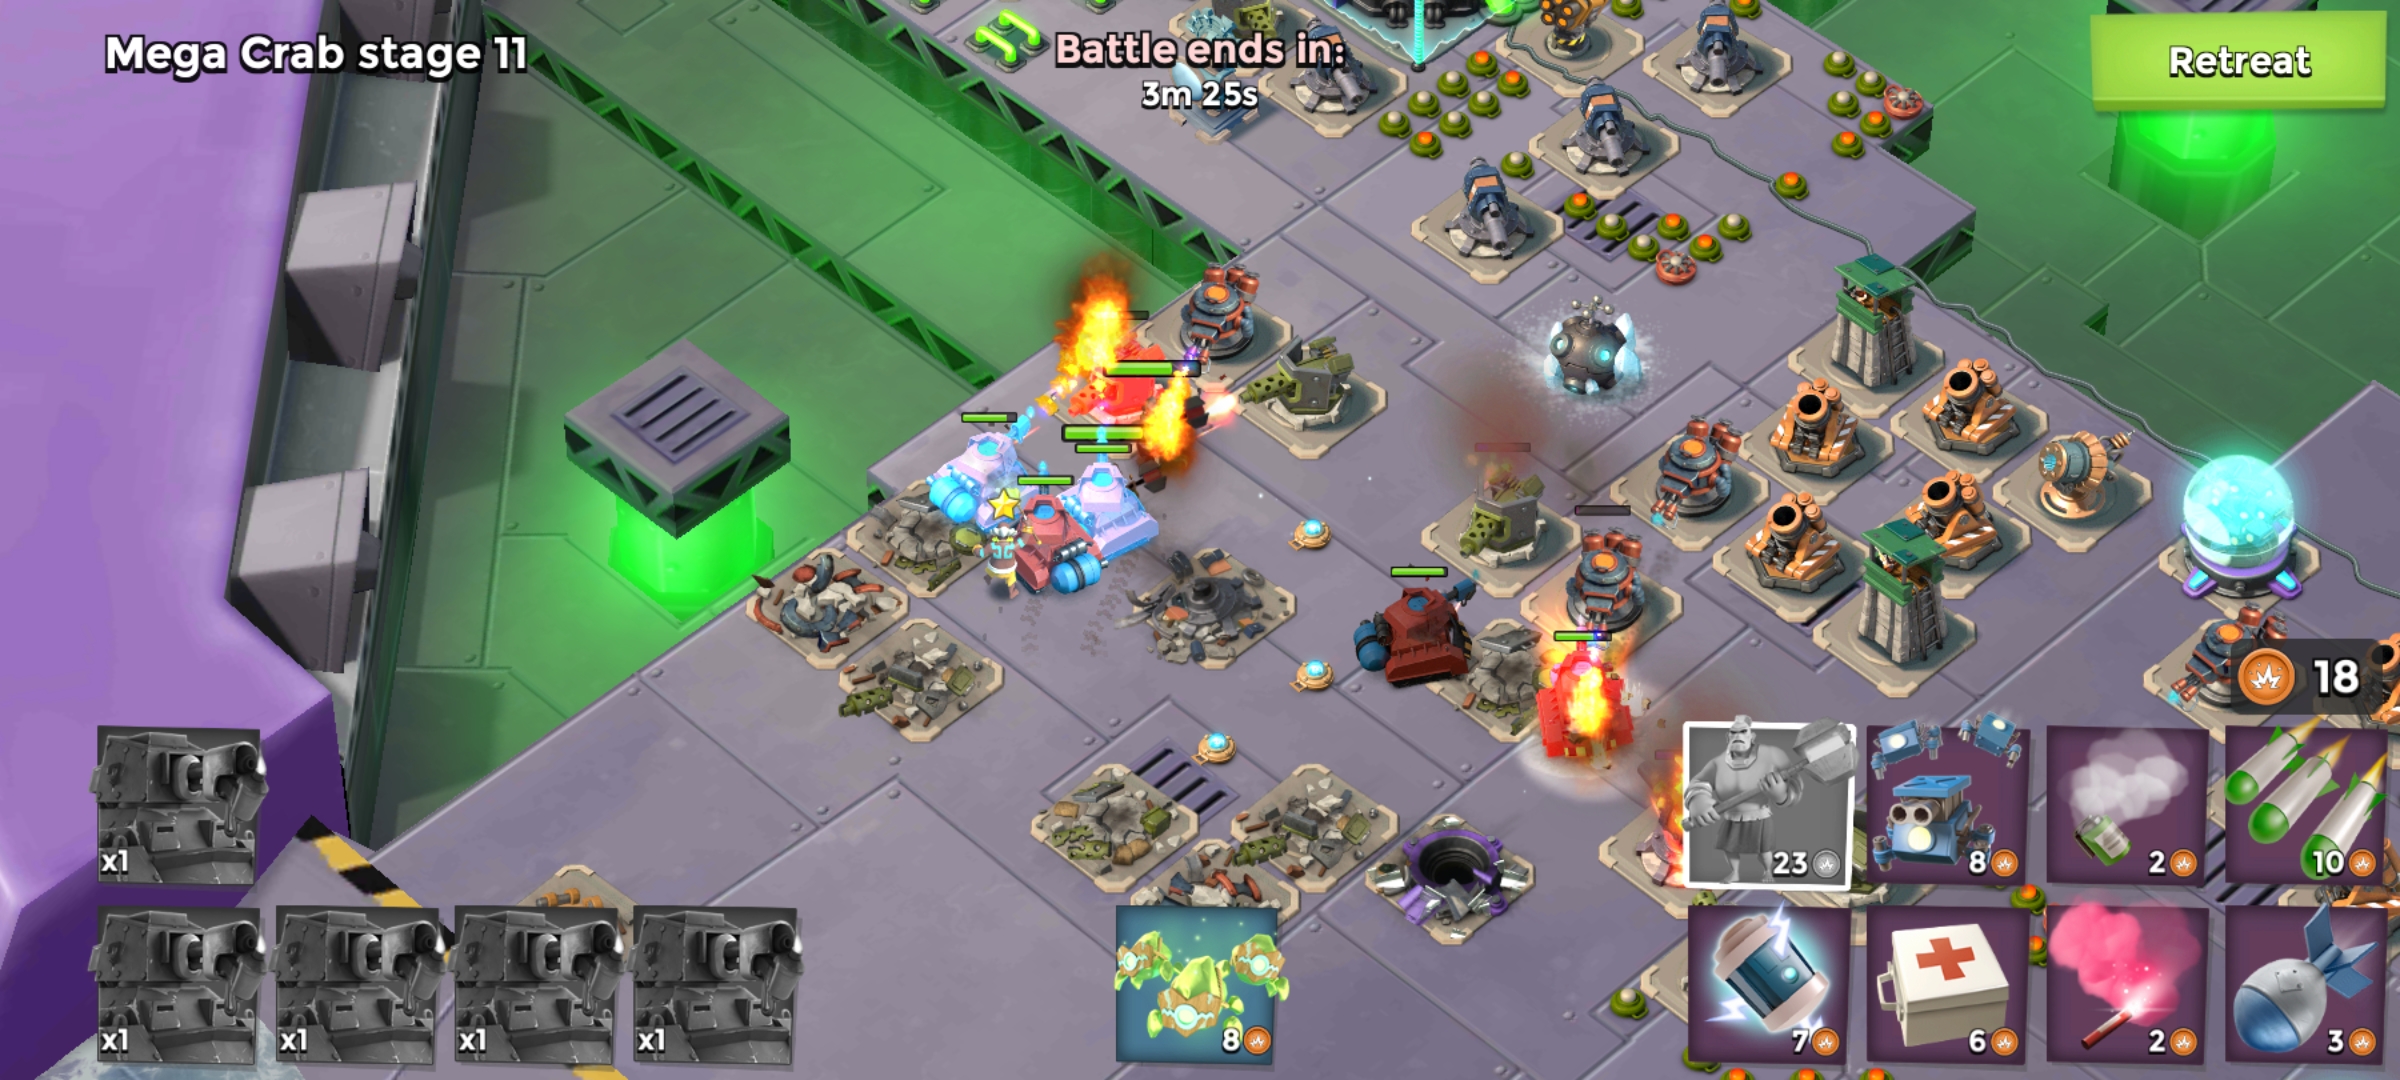 Mega Crab stage 11
Battle ends in:
3m 25s
Retreat
18
x1
23
8
2
10
x1
x1
x1
x1
8
7
6
2
3